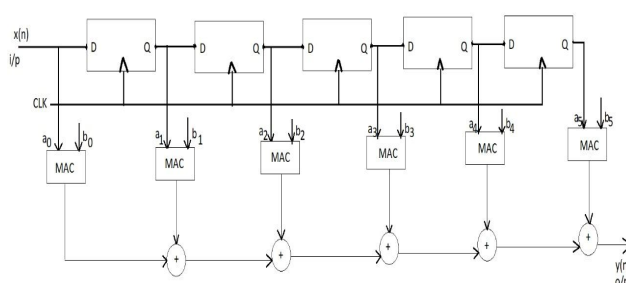 x(n)
i/p
D Q D Q D Q D Q D Q
CLK
a0 b0 a1 b1 a2 b2 a3 b3 a4 b4 a5 b5
MAC MAC MAC MAC MAC MAC
+ + + + +
y(n
o/p